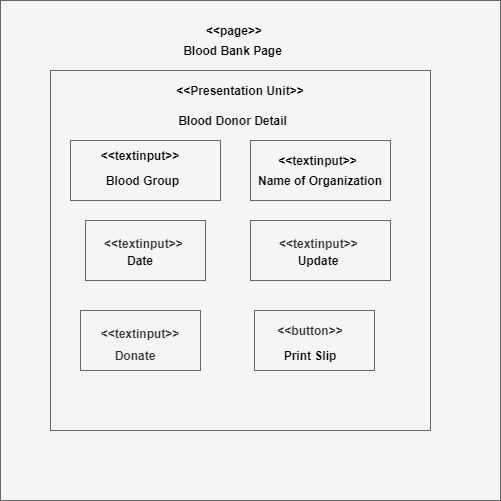 <<page>>
Blood Bank Page
<<Presentation Unit>>
Blood Donor Detail
<<textinput>>
Blood Group
<<textinput>>
Name of Organization
<<textinput>>
Date
<<textinput>>
Update
<<textinput>>
Donate
<<button>>
Print Slip